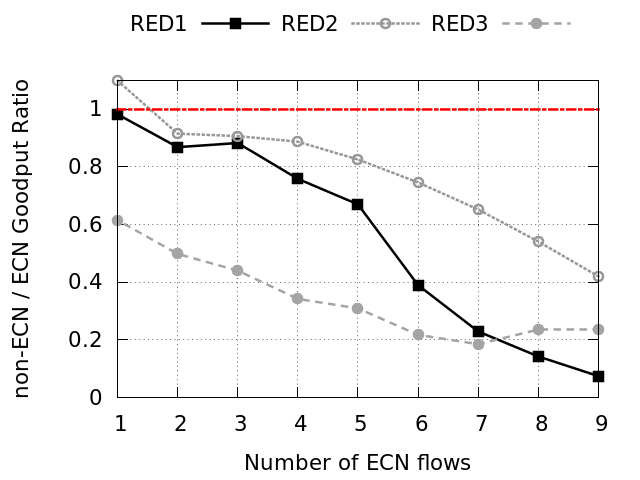 RED1 RED2 RED3
non-ECN / ECN Goodput Ratio
1
0.8
0.6
0.4
0.2
0
1 2 3 4 5 6 7 8 9
Number of ECN flows